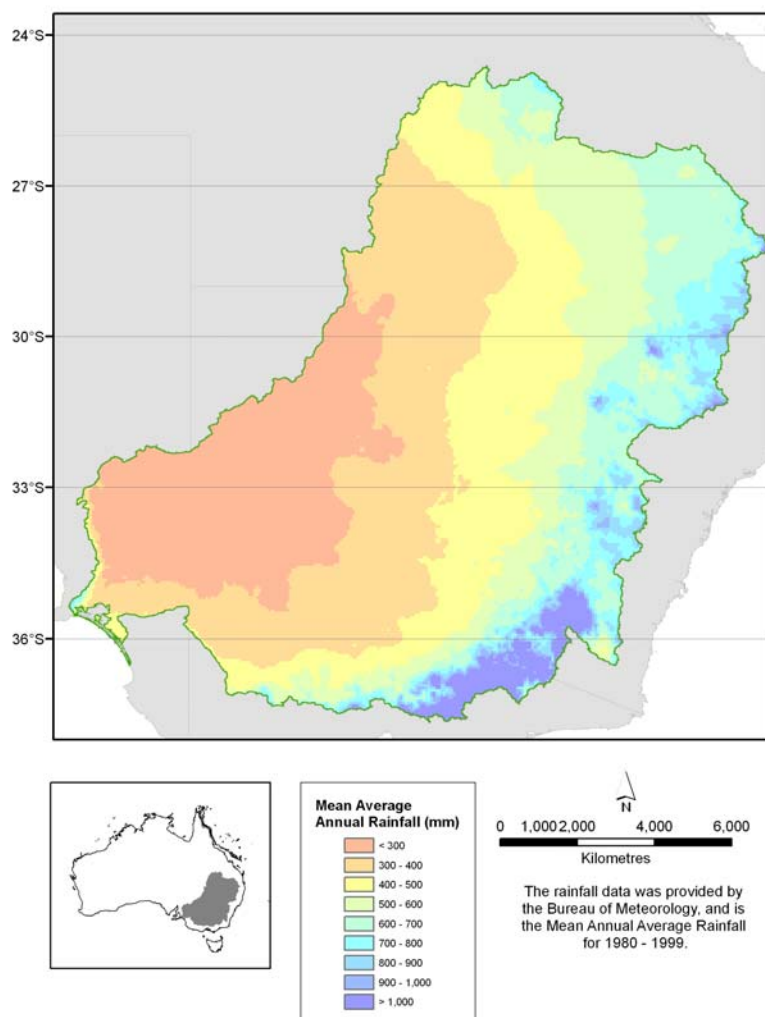 24°S
27°S
30°S
33°S
36°S
Mean Average
Annual Rainfall (mm)
< 300
300 - 400
400 - 500
500 - 600
600 - 700
700 - 800
800 - 900
900 - 1,000
> 1,000
N
0 1,000 2,000 4,000 6,000
Kilometres
The rainfall data was provided by
the Bureau of Meteorology, and is
the Mean Annual Average Rainfall
for 1980 - 1999.